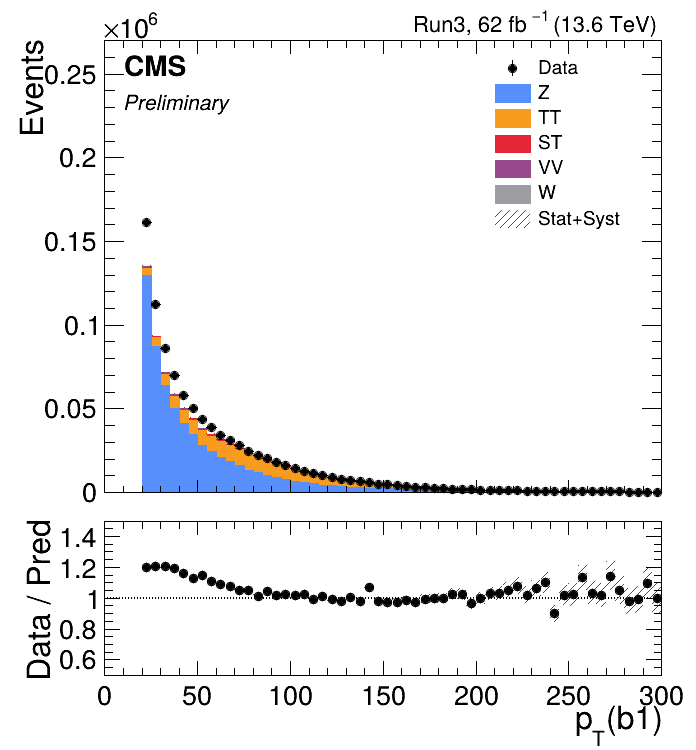 ×10⁶
Run3, 62 fb⁻¹ (13.6 TeV)
Events
CMS
Preliminary
Data
Z
TT
ST
VV
W
Stat+Syst
0.25
0.2
0.15
0.1
0.05
0
Data / Pred
1.4
1.2
1
0.8
0.6
0 50 100 150 200 250 300
p_T(b1)